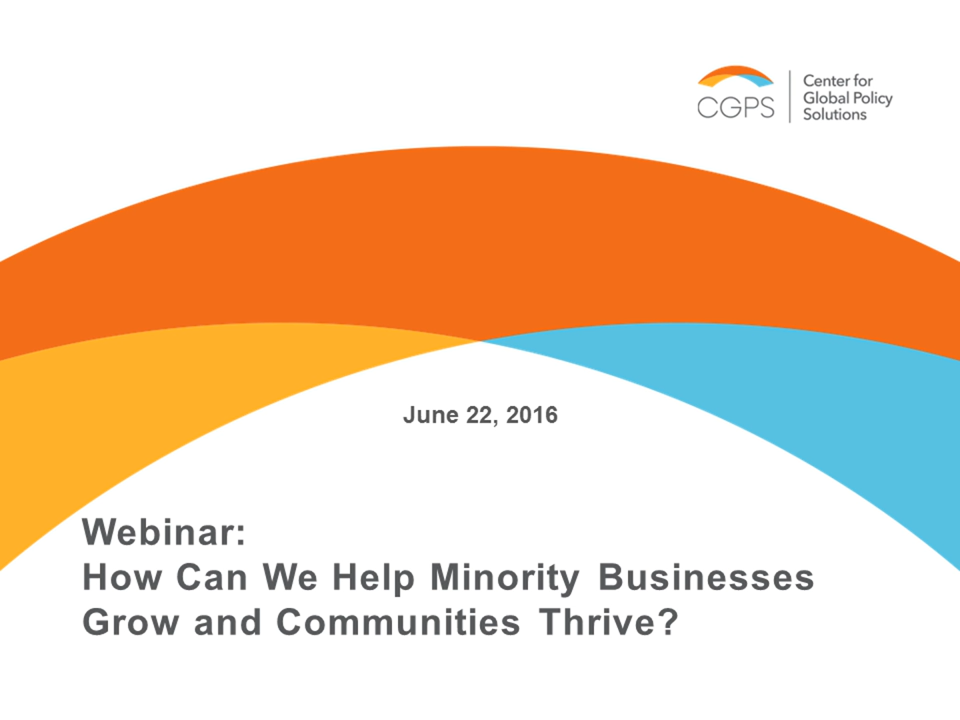 CGPS
Center for
Global Policy
Solutions
June 22, 2016
Webinar:
How Can We Help Minority Businesses
Grow and Communities Thrive?